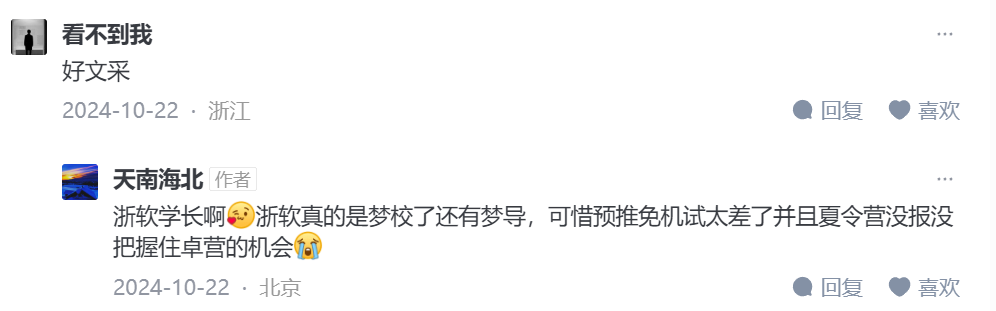 看不到我
好文采
2024-10-22 · 浙江
回复 喜欢
天南海北 作者
浙软学长啊🥰浙软真的是梦校了还有梦导，可惜预推免机试太差了并且夏令营没报没
把握住卓营的机会😭
2024-10-22 · 北京
回复 喜欢